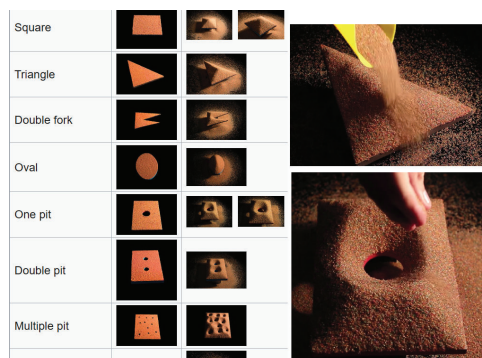 Square
Triangle
Double fork
Oval
One pit
Double pit
Multiple pit